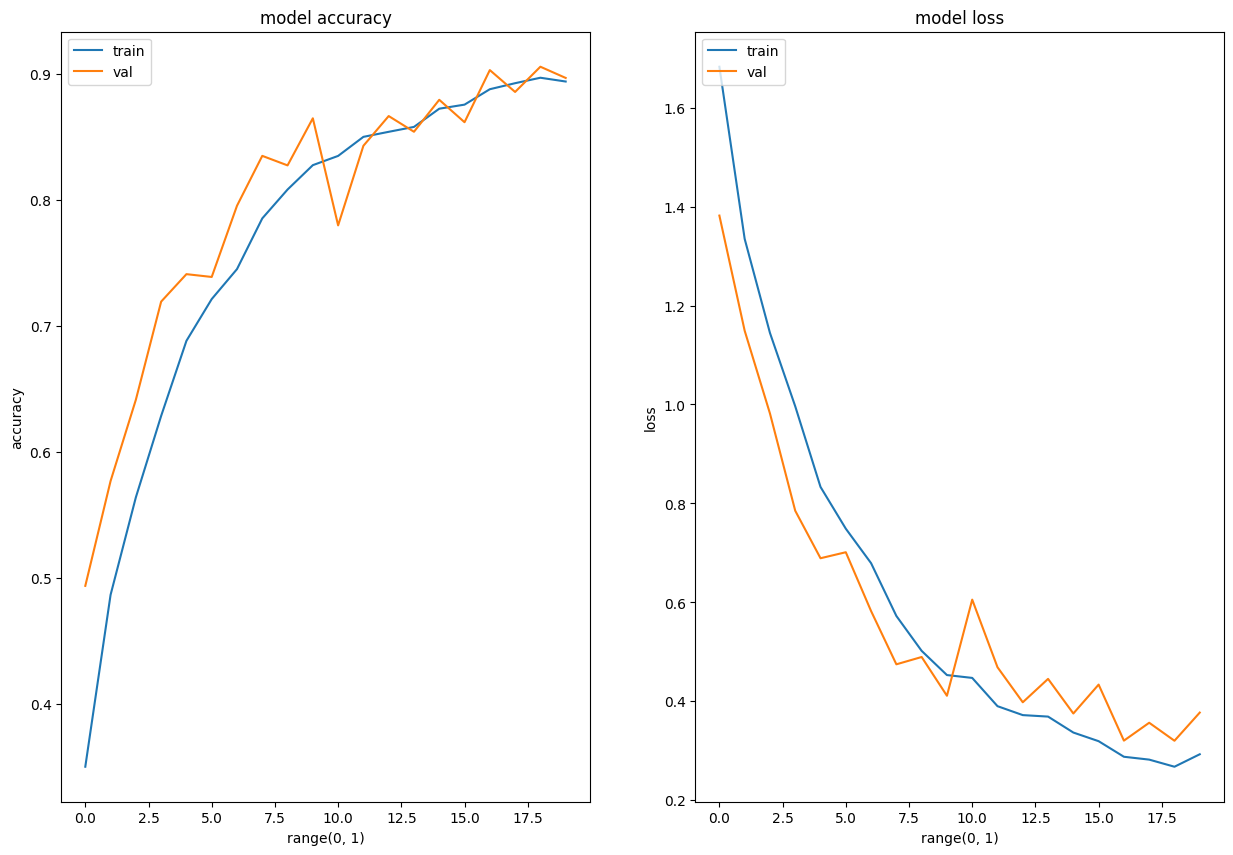 model accuracy
train
val
0.9
0.8
0.7
0.6
0.5
0.4
accuracy
0.0 2.5 5.0 7.5 10.0 12.5 15.0 17.5
range(0, 1)
model loss
train
val
1.6
1.4
1.2
1.0
0.8
0.6
0.4
0.2
loss
0.0 2.5 5.0 7.5 10.0 12.5 15.0 17.5
range(0, 1)